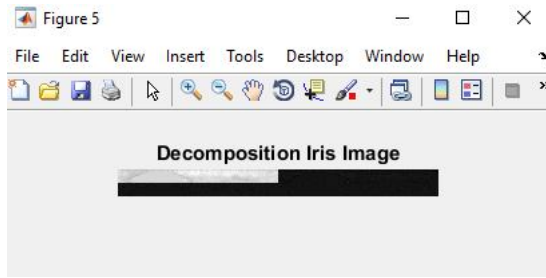 Figure 5
File Edit View Insert Tools Desktop Window Help
Decomposition Iris Image